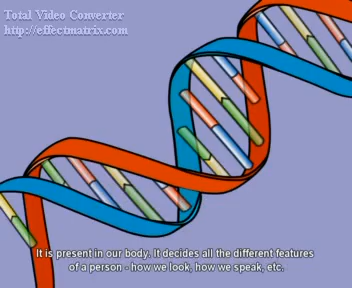 Total Video Converter
http://effectmatrix.com
It is present in our body. It decides all the different features
of a person - how we look, how we speak, etc.